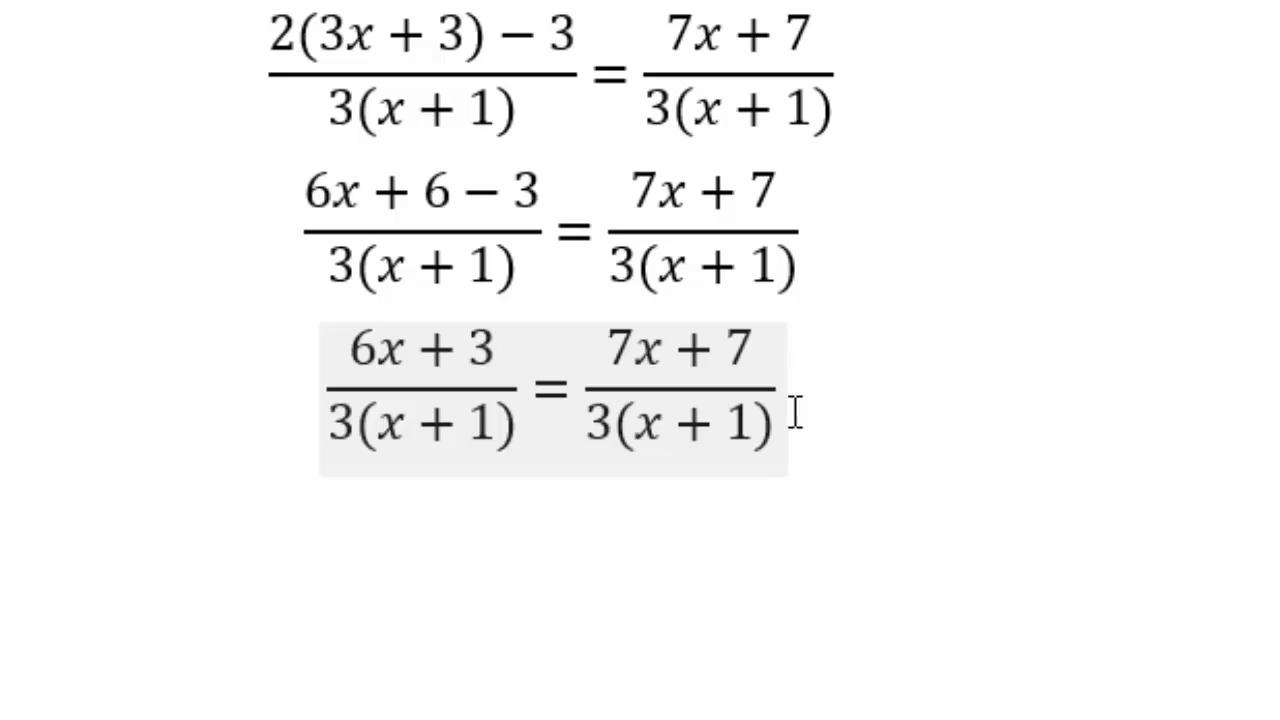 2(3x + 3) − 3 / 3(x + 1) = 7x + 7 / 3(x + 1)
6x + 6 − 3 / 3(x + 1) = 7x + 7 / 3(x + 1)
6x + 3 / 3(x + 1) = 7x + 7 / 3(x + 1)